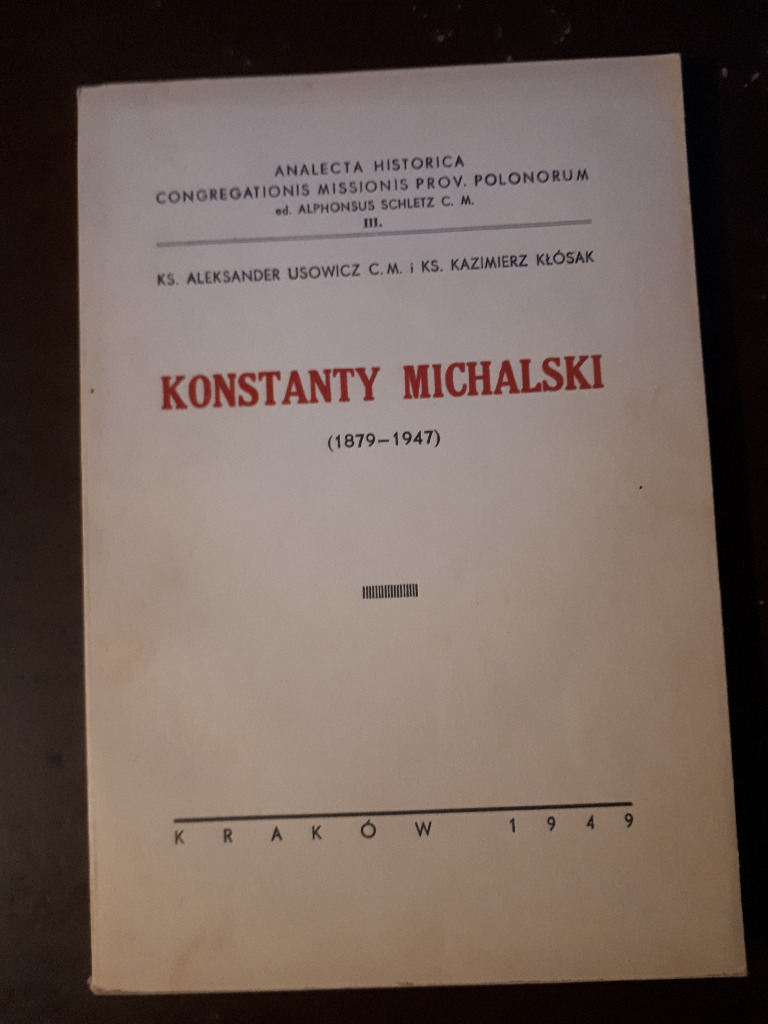 ANALECTA HISTORICA
CONGREGATIONIS MISSIONIS PROV. POLONORUM
ed. ALPHONSUS SCHLETZ C. M.
III.
KS. ALEKSANDER USOWICZ C. M. i KS. KAZIMIERZ KŁÓSAK
KONSTANTY MICHALSKI
(1879–1947)
KRAKÓW 1949